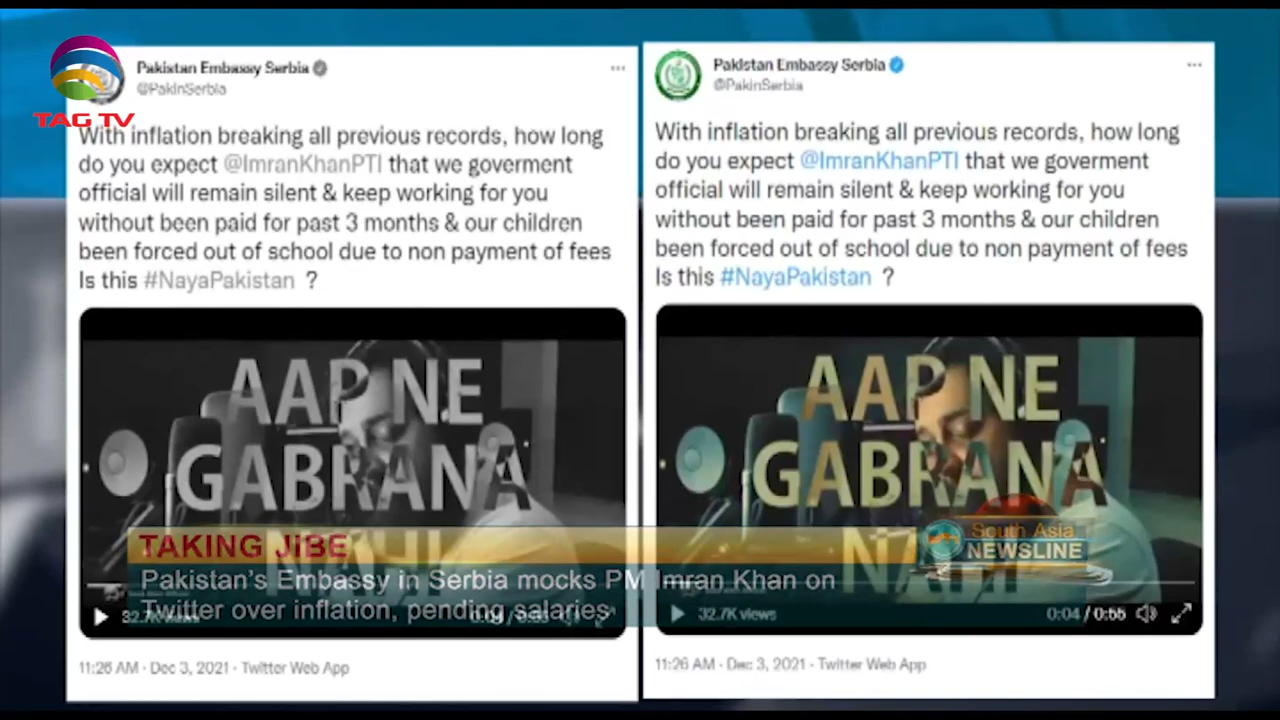 TAG TV
Pakistan Embassy Serbia
@PakinSerbia
With inflation breaking all previous records, how long
do you expect @ImranKhanPTI that we goverment
official will remain silent & keep working for you
without been paid for past 3 months & our children
been forced out of school due to non payment of fees
Is this #NayaPakistan ?
AAP NE
GABRANA
NAHI
32.7K views
0:04 / 0:55
11:26 AM · Dec 3, 2021 · Twitter Web App
Pakistan Embassy Serbia
@PakinSerbia
With inflation breaking all previous records, how long
do you expect @ImranKhanPTI that we goverment
official will remain silent & keep working for you
without been paid for past 3 months & our children
been forced out of school due to non payment of fees
Is this #NayaPakistan ?
AAP NE
GABRANA
NAHI
32.7K views
0:04 / 0:55
11:26 AM · Dec 3, 2021 · Twitter Web App
TAKING JIBE
Pakistan's Embassy in Serbia mocks PM Imran Khan on
Twitter over inflation, pending salaries
South Asia
NEWSLINE